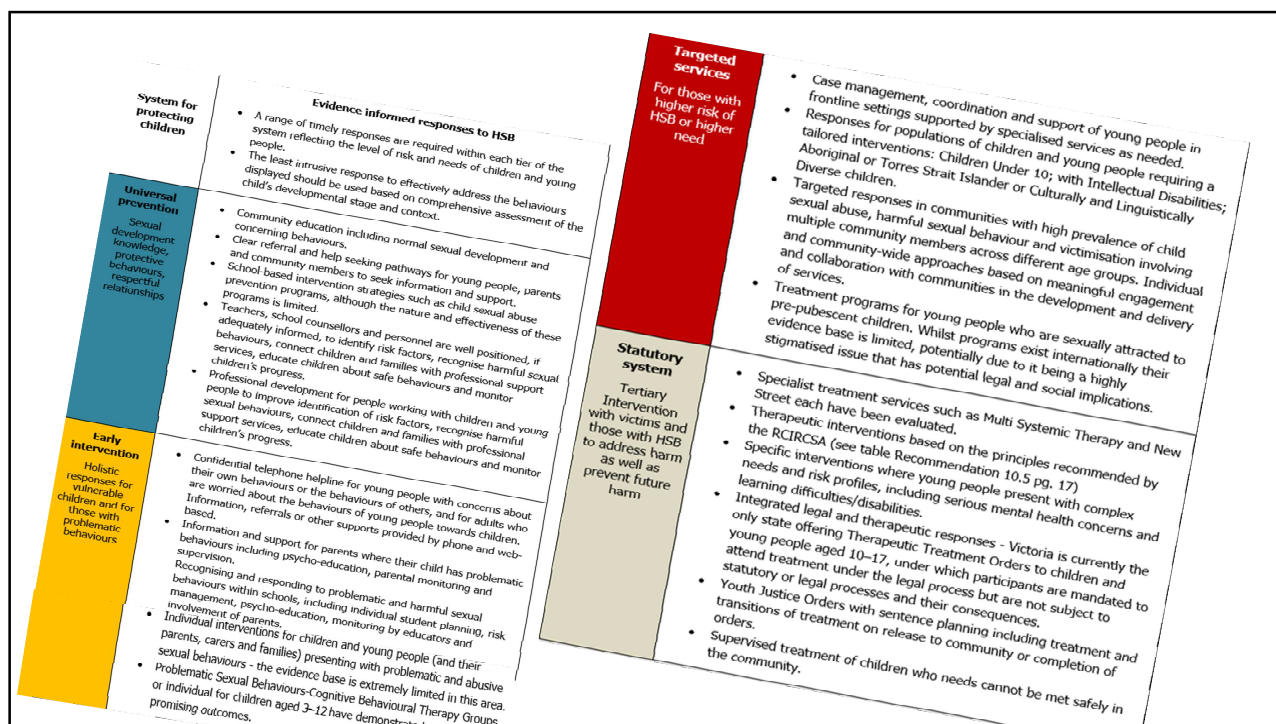 System for
protecting
children
Evidence informed responses to HSB
• A range of timely responses are required within each tier of the
system reflecting the level of risk and needs of children and young
people.
• The least intrusive response to effectively address the behaviours
displayed should be used based on comprehensive assessment of the
child's developmental stage and context.
Universal
prevention
Sexual
development
knowledge,
protective
behaviours,
respectful
relationships
• Community education including normal sexual development and
concerning behaviours.
• Clear referral and help seeking pathways for young people, parents
and community members to seek information and support.
• School-based intervention strategies such as child sexual abuse
prevention programs, although the nature and effectiveness of these
programs is limited.
• Teachers, school counsellors and personnel are well positioned, if
adequately informed, to identify risk factors, recognise harmful sexual
behaviours, connect children and families with professional support
services, educate children about safe behaviours and monitor
children's progress.
• Professional development for people working with children and young
people to improve identification of risk factors, recognise harmful
sexual behaviours, connect children and families with professional
support services, educate children about safe behaviours and monitor
children's progress.
Early
intervention
Holistic
responses for
vulnerable
children and for
those with
problematic
behaviours
• Confidential telephone helpline for young people with concerns about
their own behaviours or the behaviours of others, and for adults who
are worried about the behaviours of young people towards children.
Information, referrals or other supports provided by phone and web-
based.
• Information and support for parents where their child has problematic
behaviours including psycho-education, parental monitoring and
supervision.
Recognising and responding to problematic and harmful sexual
behaviours within schools, including individual student planning, risk
management, psycho-education, monitoring by educators and
involvement of parents.
• Individual interventions for children and young people (and their
parents, carers and families) presenting with problematic and abusive
sexual behaviours - the evidence base is extremely limited in this area.
• Problematic Sexual Behaviours-Cognitive Behavioural Therapy Groups
or individual for children aged 3–12 have demonstrated
promising outcomes.
Targeted
services
For those with
higher risk of
HSB or higher
need
• Case management, coordination and support of young people in
frontline settings supported by specialised services as needed.
• Responses for populations of children and young people requiring a
tailored interventions: Children Under 10; with Intellectual Disabilities;
Aboriginal or Torres Strait Islander or Culturally and Linguistically
Diverse children.
• Targeted responses in communities with high prevalence of child
sexual abuse, harmful sexual behaviour and victimisation involving
multiple community members across different age groups. Individual
and community-wide approaches based on meaningful engagement
and collaboration with communities in the development and delivery
of services.
• Treatment programs for young people who are sexually attracted to
pre-pubescent children. Whilst programs exist internationally their
evidence base is limited, potentially due to it being a highly
stigmatised issue that has potential legal and social implications.
Statutory
system
Tertiary
Intervention
with victims and
those with HSB
to address harm
as well as
prevent future
harm
• Specialist treatment services such as Multi Systemic Therapy and New
Street each have been evaluated.
• Therapeutic interventions based on the principles recommended by
the RCIRCSA (see table Recommendation 10.5 pg. 17)
• Specific interventions where young people present with complex
needs and risk profiles, including serious mental health concerns and
learning difficulties/disabilities.
• Integrated legal and therapeutic responses - Victoria is currently the
only state offering Therapeutic Treatment Orders to children and
young people aged 10–17, under which participants are mandated to
attend treatment under the legal process but are not subject to
statutory or legal processes and their consequences.
• Youth Justice Orders with sentence planning including treatment and
transitions of treatment on release to community or completion of
orders.
• Supervised treatment of children who needs cannot be met safely in
the community.